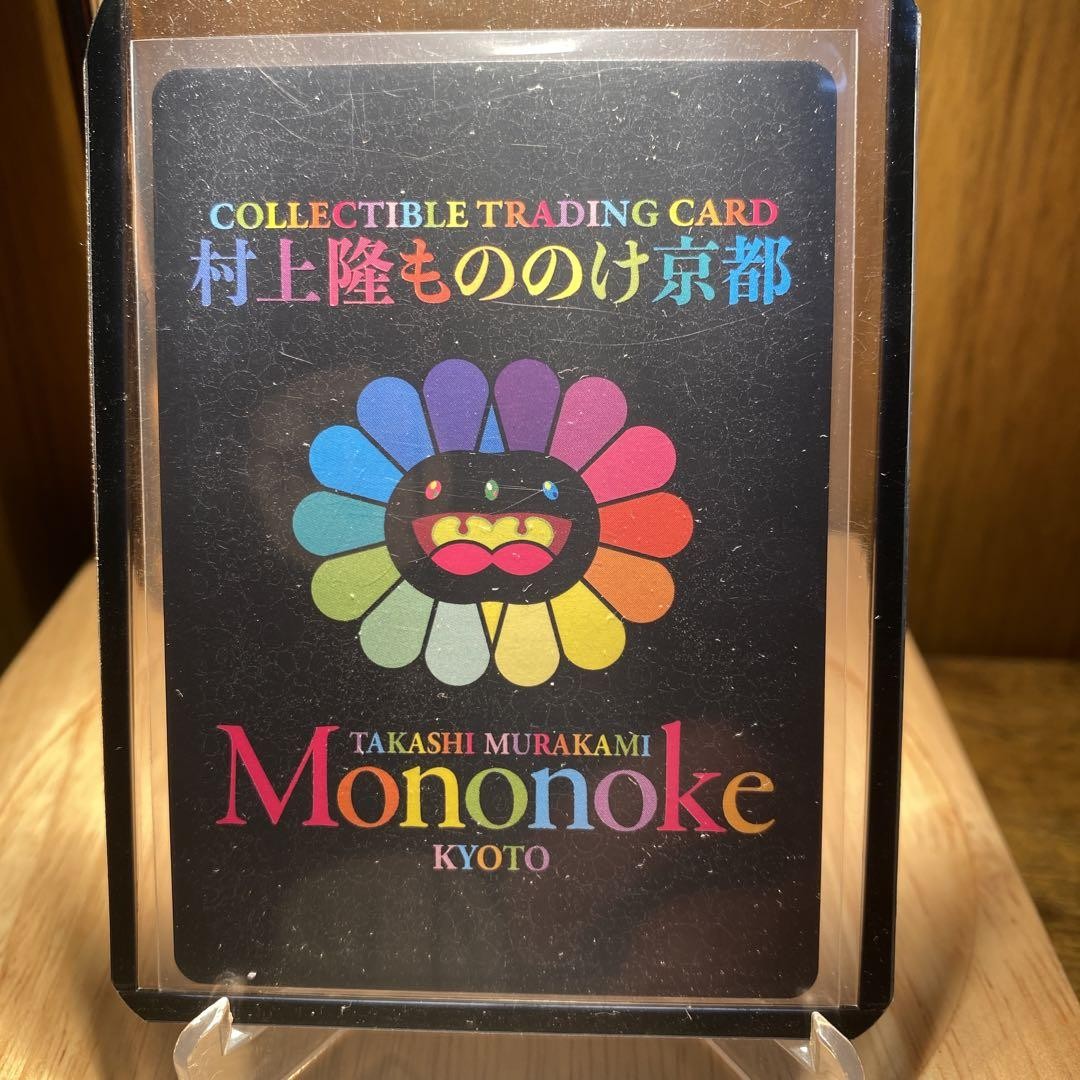 COLLECTIBLE TRADING CARD
村上隆もののけ京都
TAKASHI MURAKAMI
Mononoke
KYOTO